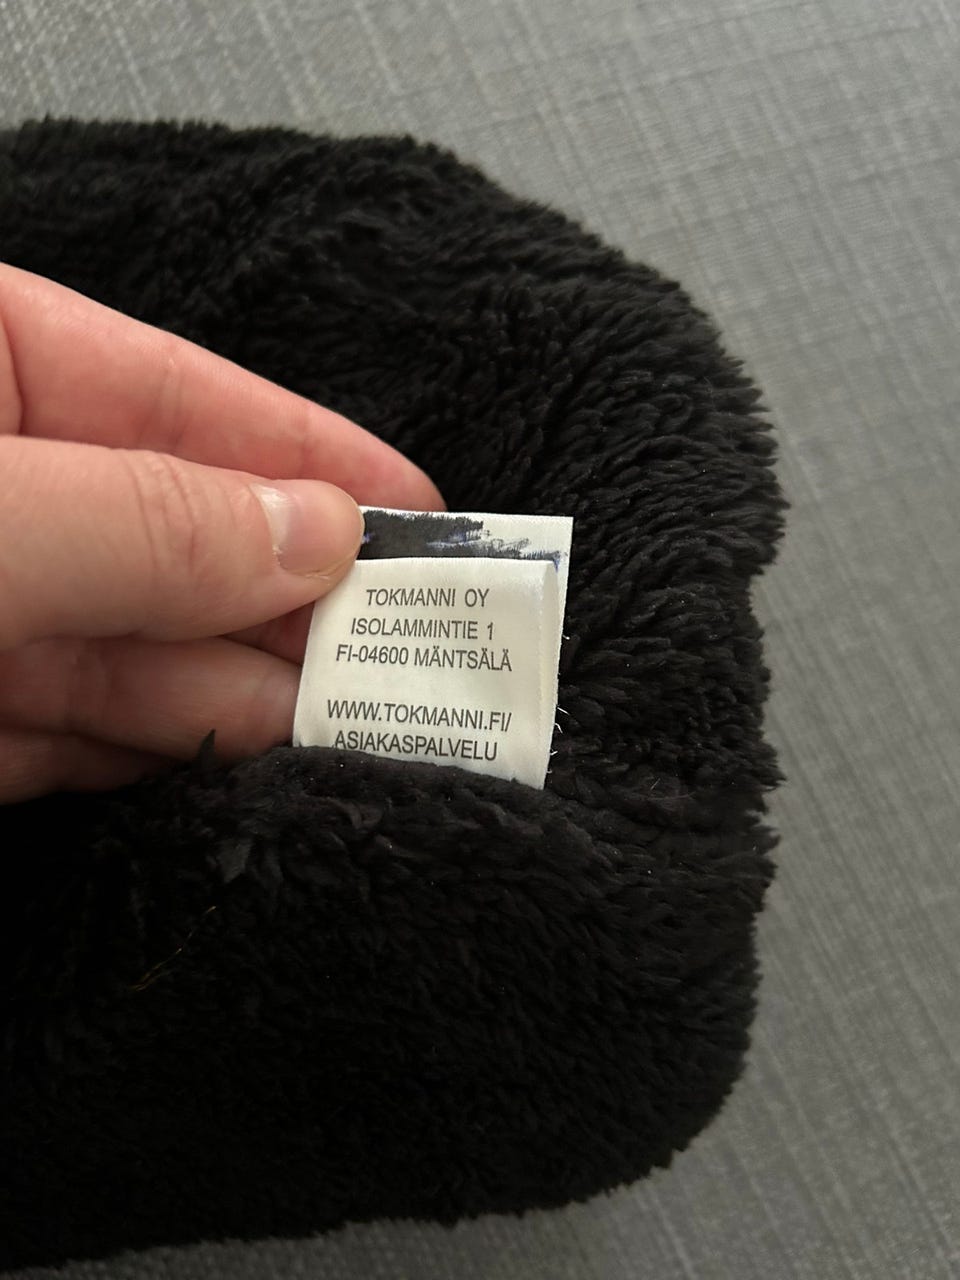 TOKMANNI OY
ISOLAMMINTIE 1
FI-04600 MÄNTSÄLÄ
WWW.TOKMANNI.FI/
ASIAKASPALVELU